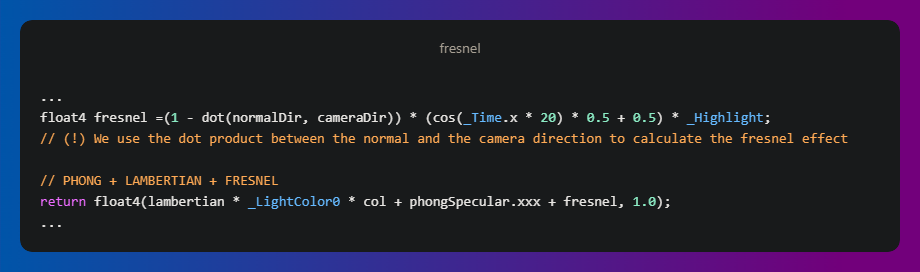 fresnel
...
float4 fresnel =(1 - dot(normalDir, cameraDir)) * (cos(_Time.x * 20) * 0.5 + 0.5) * _Highlight;
// (!) We use the dot product between the normal and the camera direction to calculate the fresnel effect
// PHONG + LAMBERTIAN + FRESNEL
return float4(lambertian * _LightColor0 * col + phongSpecular.xxx + fresnel, 1.0);
...